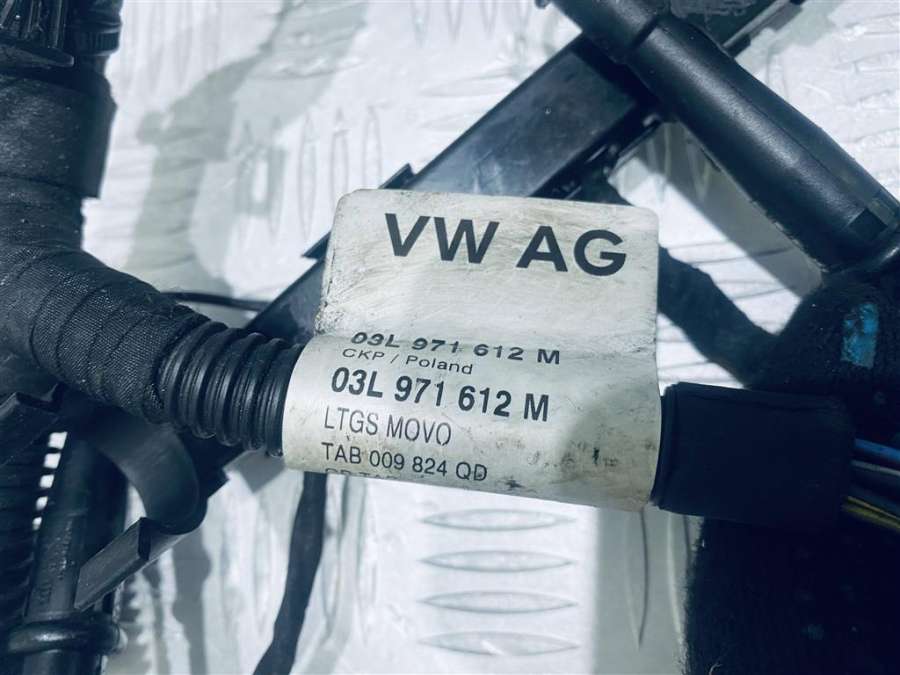 VW AG
03L 971 612 M
CKP / Poland
03L 971 612 M
LTGS MOVO
TAB 009 824 QD